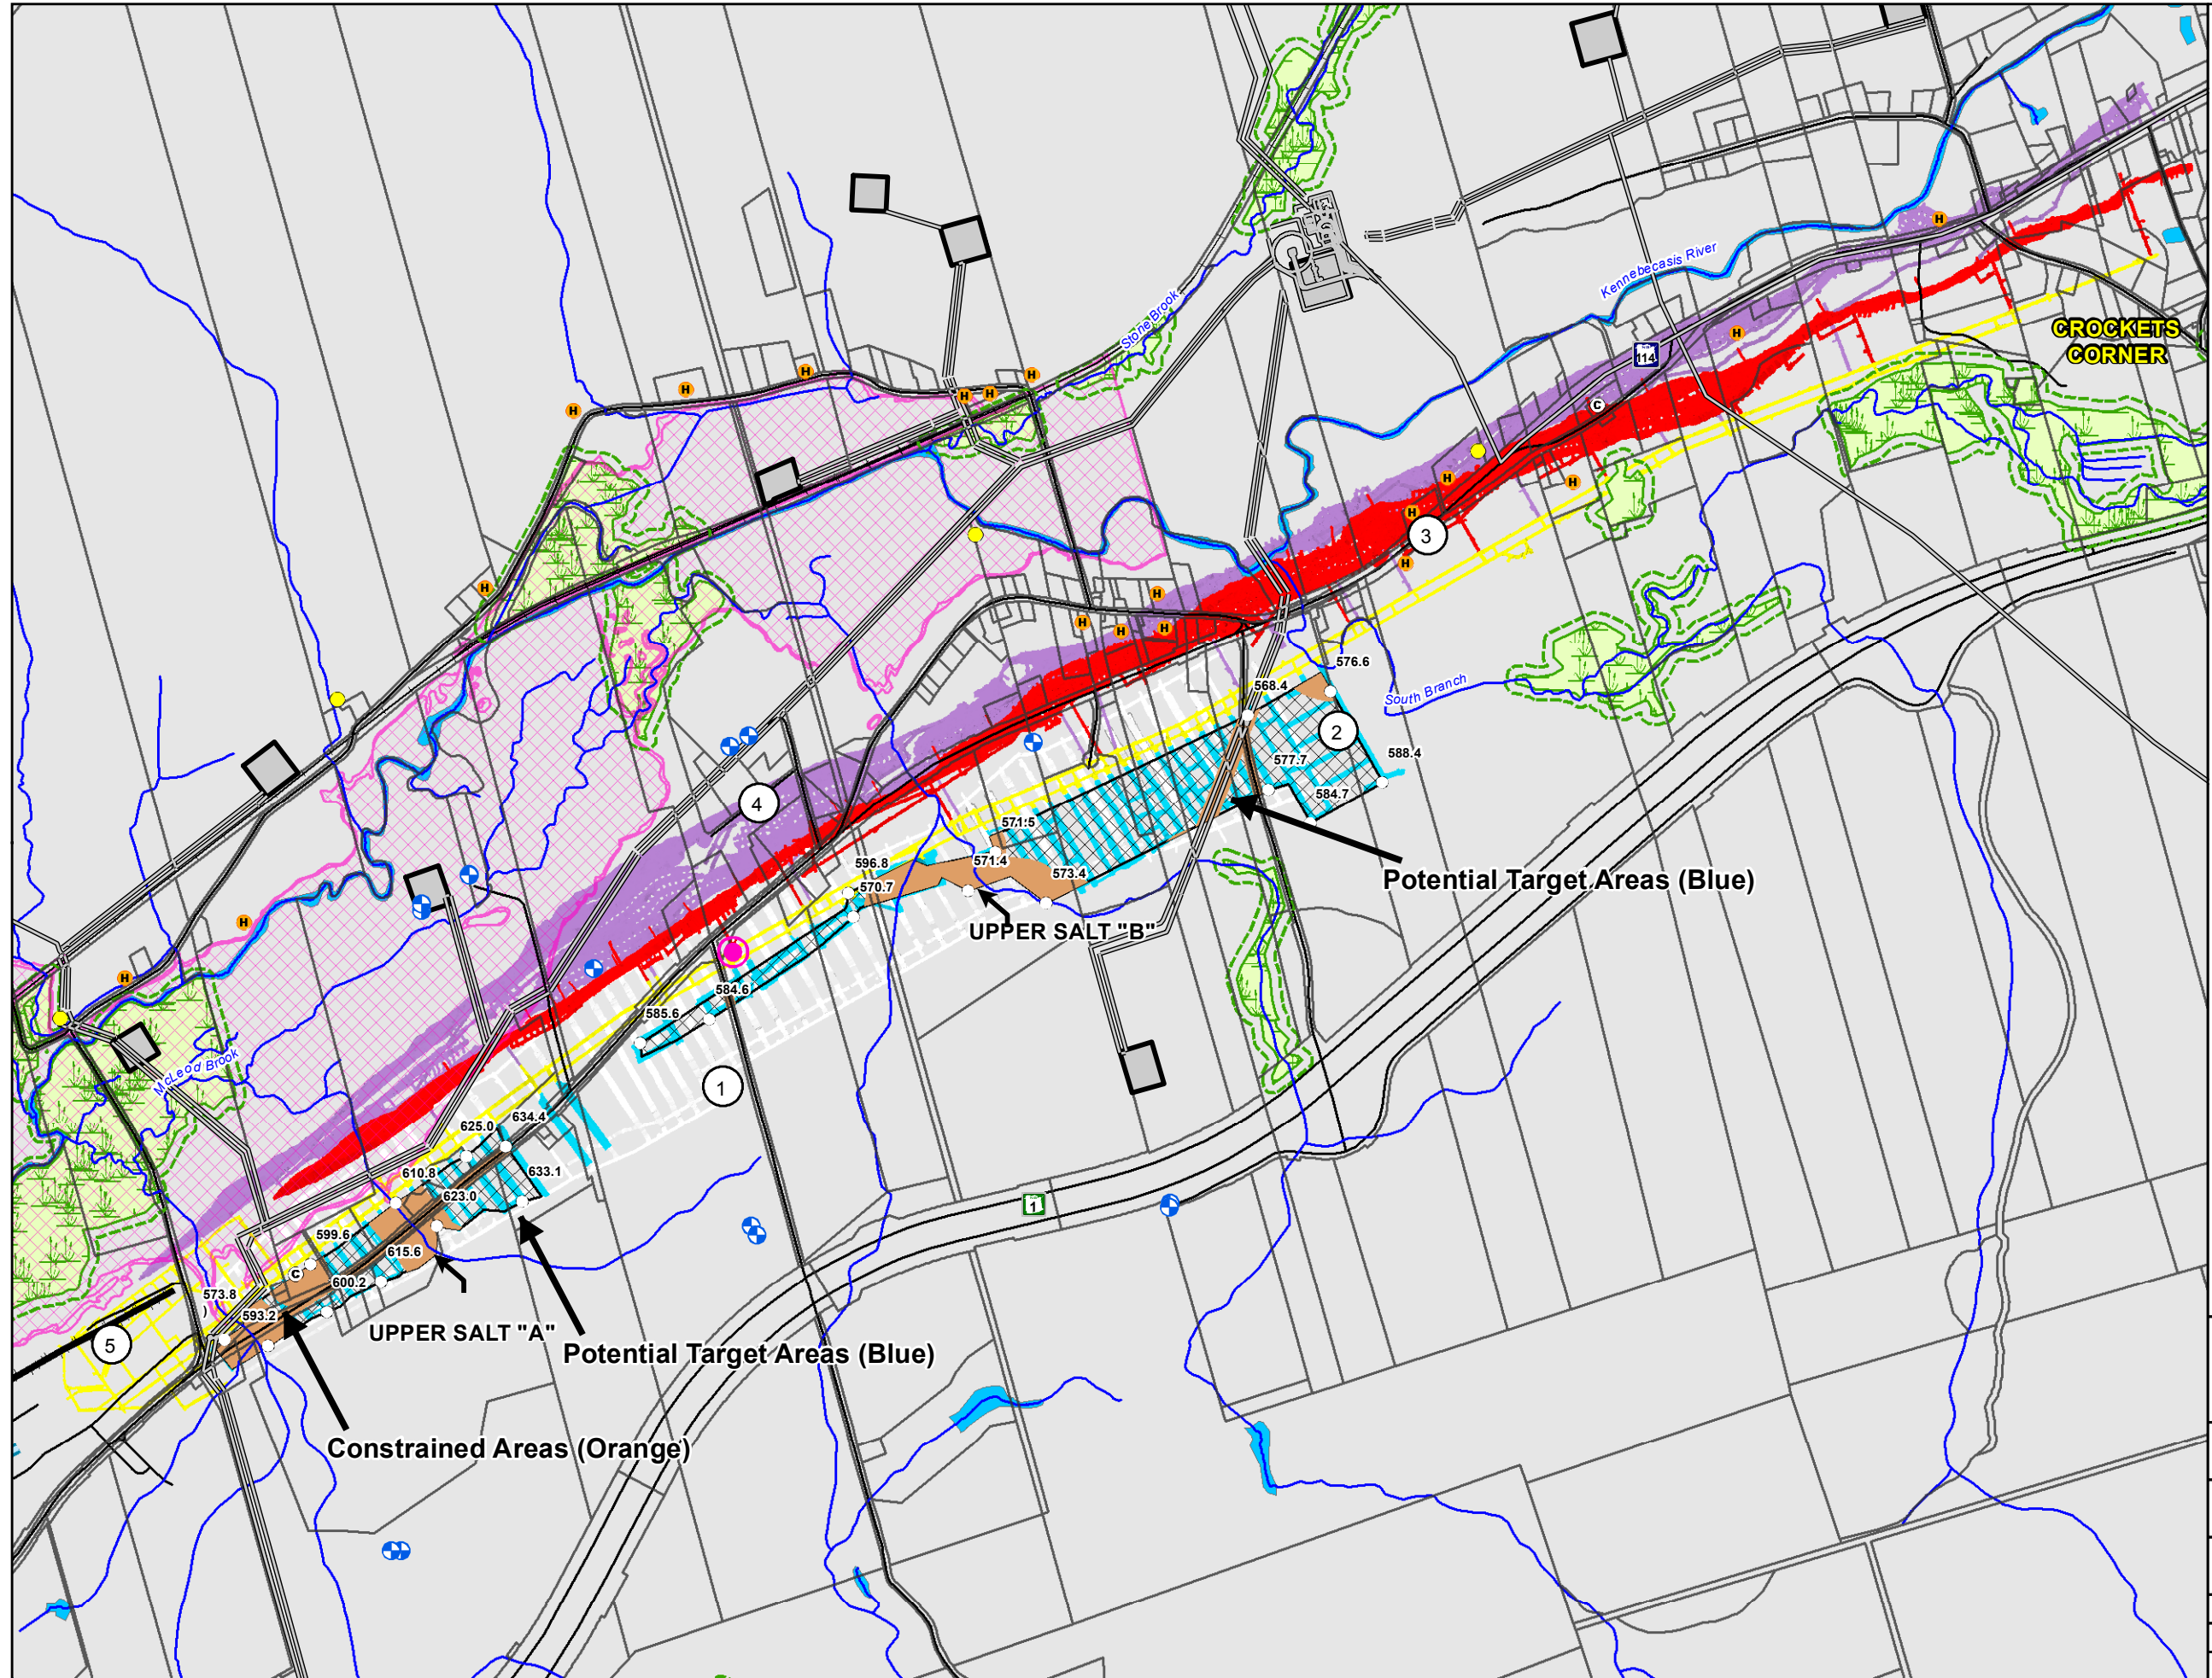 Stone Brook
Kennebecasis River
CROCKETS
CORNER
114
H
H
H
H
H
H
H
H
C
H
H
H
H
3
H
H
H
H
H
H
576.6
568.4
South Branch
2
588.4
577.7
584.7
4
571.5
596.8
571.4
573.4
570.7
Potential Target Areas (Blue)
UPPER SALT "B"
H
H
584.6
585.6
McLeod Brook
1
634.4
625.0
633.1
610.8
623.0
1
599.6
615.6
C
600.2
573.8
593.2
)
UPPER SALT "A"
5
Potential Target Areas (Blue)
Constrained Areas (Orange)